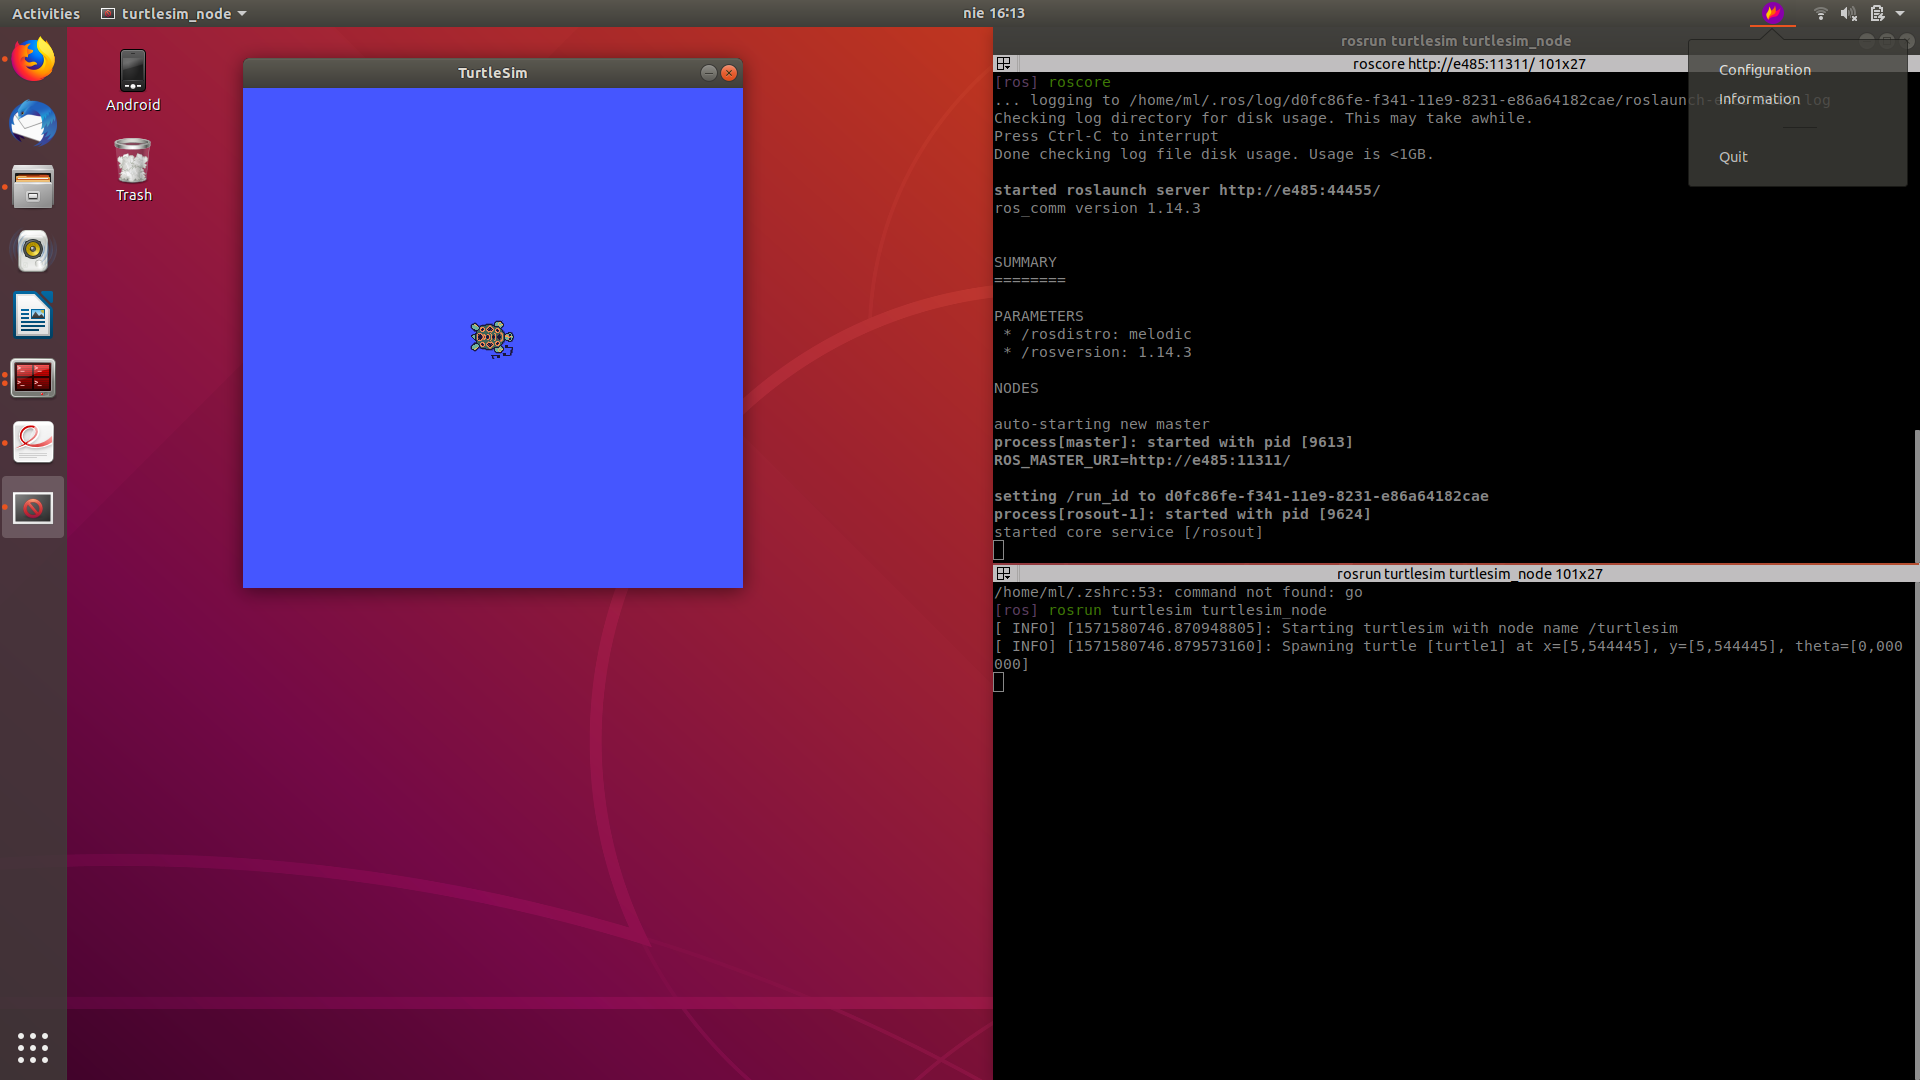 Activities turtlesim_node nie 16:13
Android
Trash
TurtleSim
rosrun turtlesim turtlesim_node
roscore http://e485:11311/ 101x27
[ros] roscore
... logging to /home/ml/.ros/log/d0fc86fe-f341-11e9-8231-e86a64182cae/roslaunch-e log
Checking log directory for disk usage. This may take awhile.
Press Ctrl-C to interrupt
Done checking log file disk usage. Usage is <1GB.
started roslaunch server http://e485:44455/
ros_comm version 1.14.3
SUMMARY
========
PARAMETERS
* /rosdistro: melodic
* /rosversion: 1.14.3
NODES
auto-starting new master
process[master]: started with pid [9613]
ROS_MASTER_URI=http://e485:11311/
setting /run_id to d0fc86fe-f341-11e9-8231-e86a64182cae
process[rosout-1]: started with pid [9624]
started core service [/rosout]
rosrun turtlesim turtlesim_node 101x27
/home/ml/.zshrc:53: command not found: go
[ros] rosrun turtlesim turtlesim_node
[ INFO] [1571580746.870948805]: Starting turtlesim with node name /turtlesim
[ INFO] [1571580746.879573160]: Spawning turtle [turtle1] at x=[5,544445], y=[5,544445], theta=[0,000
000]
Configuration
Information
Quit